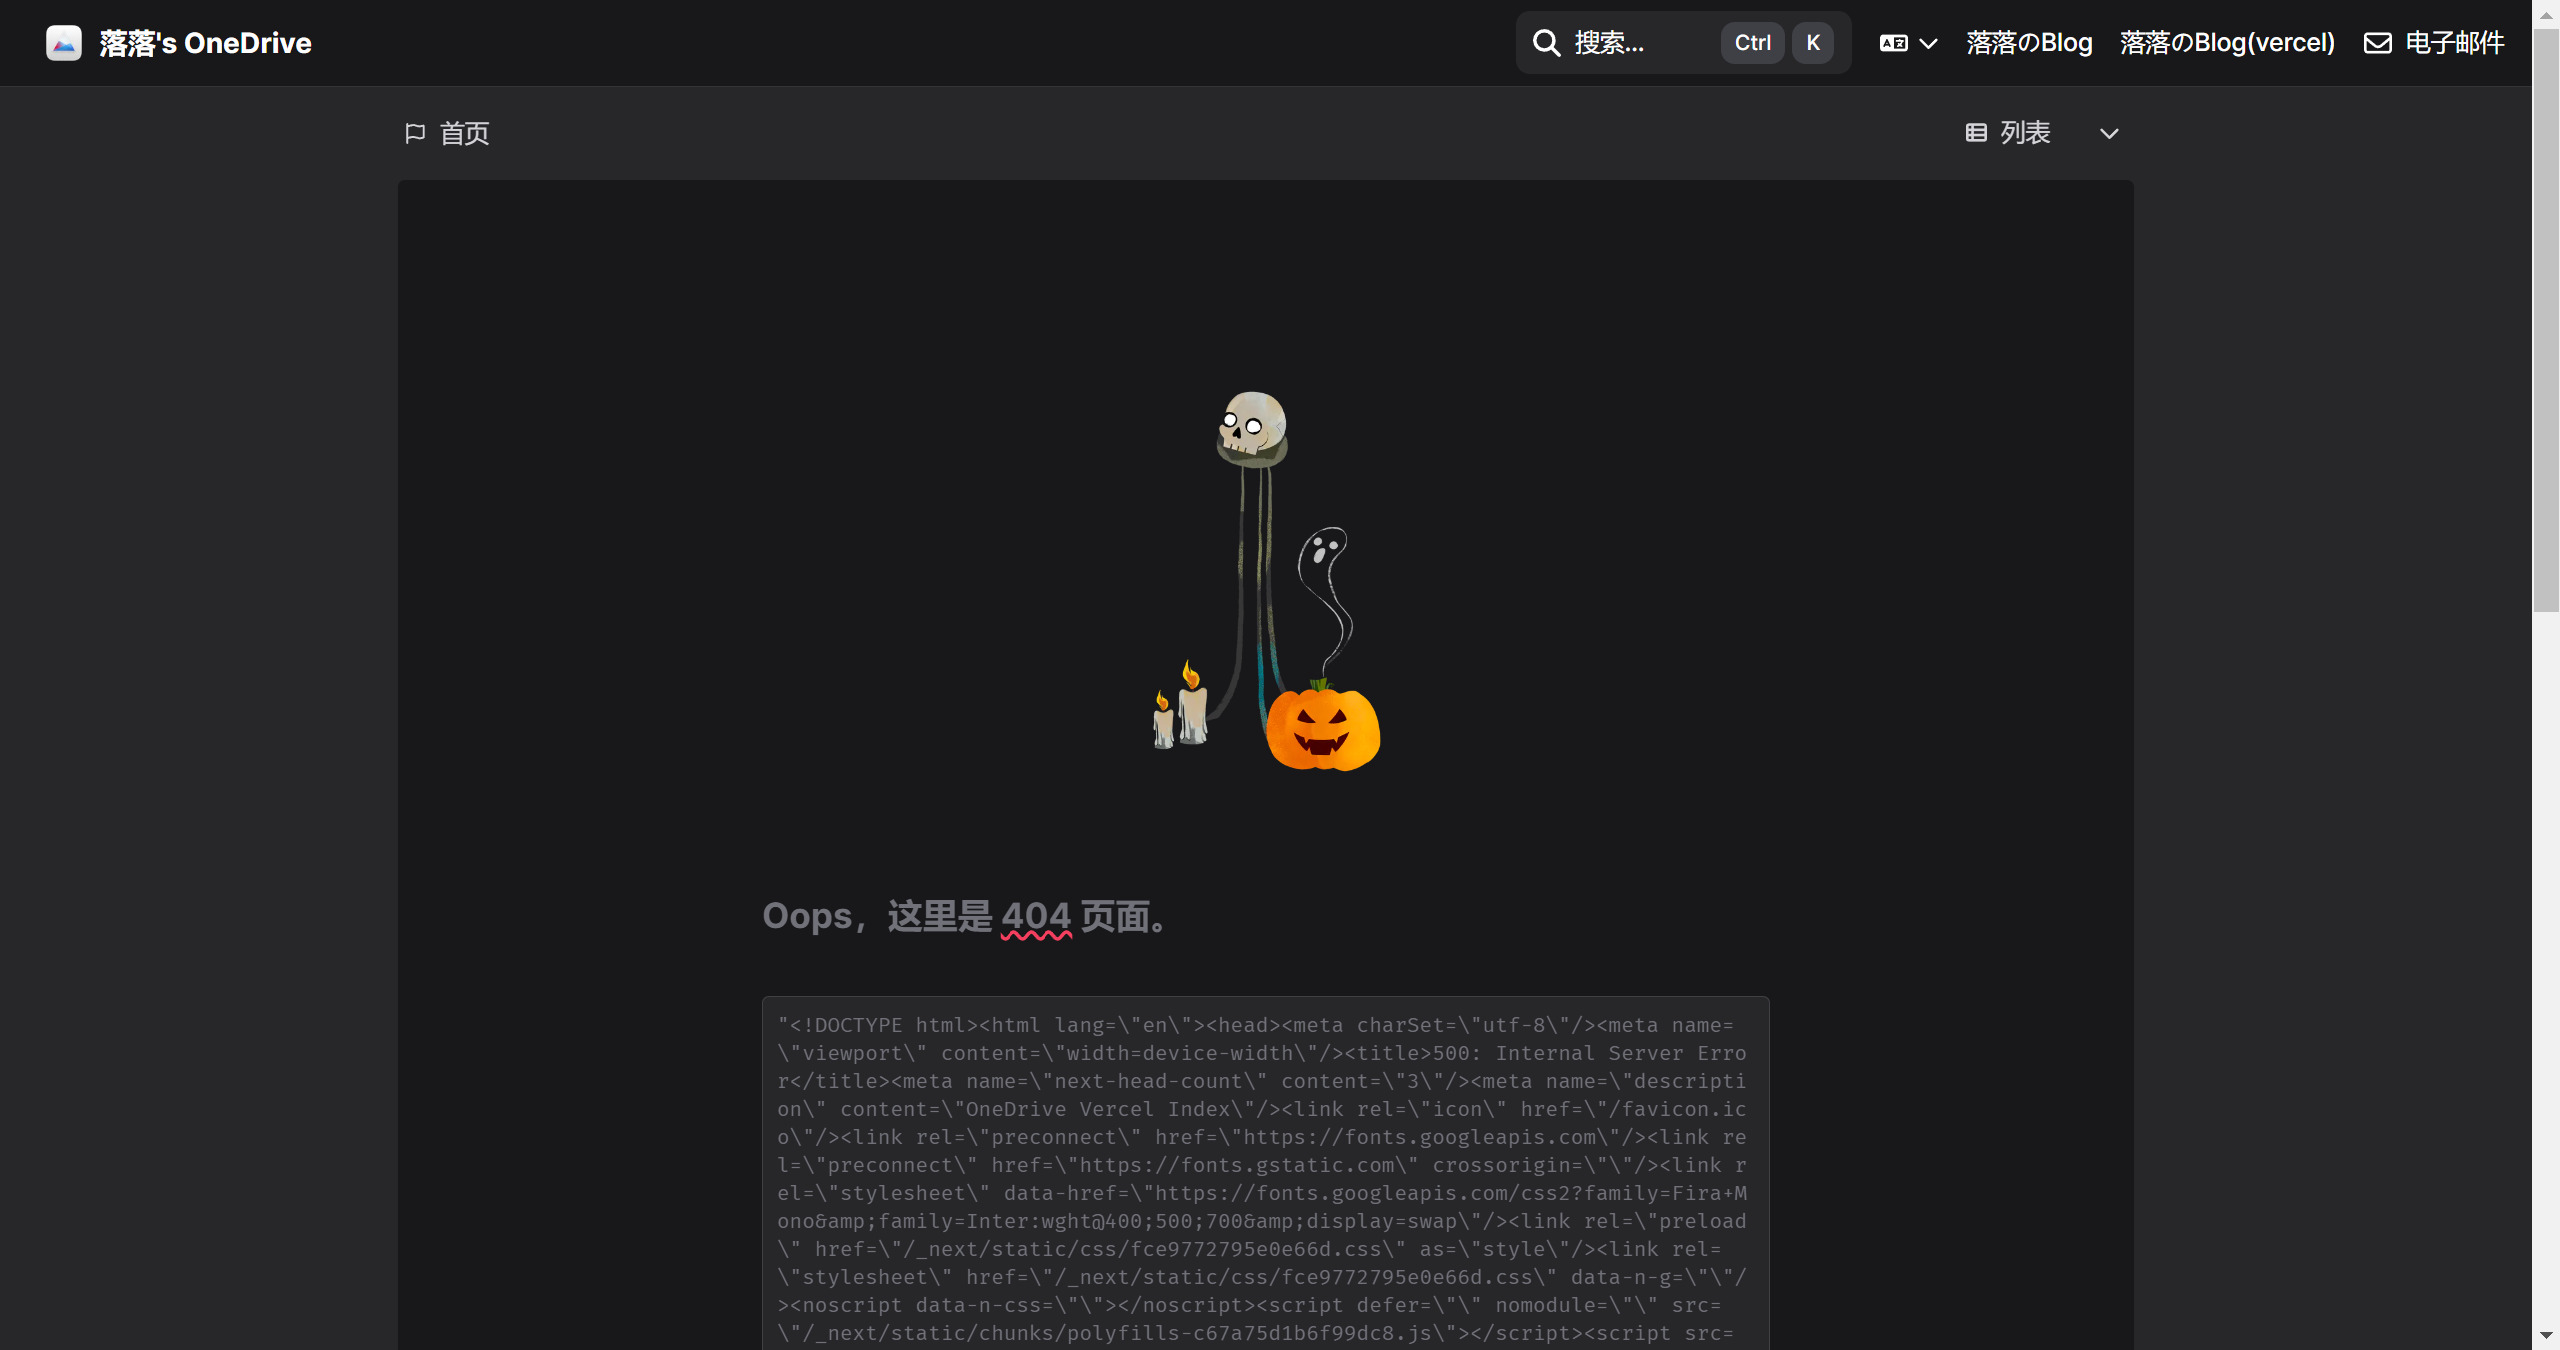 落落's OneDrive
搜索...
Ctrl
K
落落のBlog
落落のBlog(vercel)
电子邮件
首页
列表
Oops，这里是 404 页面。
"<!DOCTYPE html><html lang=\"en\"><head><meta charSet=\"utf-8\"/><meta name=
\"viewport\" content=\"width=device-width\"/><title>500: Internal Server Erro
r</title><meta name=\"next-head-count\" content=\"3\"/><meta name=\"descripti
on\" content=\"OneDrive Vercel Index\"/><link rel=\"icon\" href=\"/favicon.ic
o\"/><link rel=\"preconnect\" href=\"https://fonts.googleapis.com\"/><link re
l=\"preconnect\" href=\"https://fonts.gstatic.com\" crossorigin=\"\"/><link r
el=\"stylesheet\" data-href=\"https://fonts.googleapis.com/css2?family=Fira+M
ono&amp;family=Inter:wght@400;500;700&amp;display=swap\"/><link rel=\"preload
\" href=\"/_next/static/css/fce9772795e0e66d.css\" as=\"style\"/><link rel=
\"stylesheet\" href=\"/_next/static/css/fce9772795e0e66d.css\" data-n-g=\"\"/
><noscript data-n-css=\"\"></noscript><script defer=\"\" nomodule=\"\" src=
\"/_next/static/chunks/polyfills-c67a75d1b6f99dc8.js\"></script><script src=